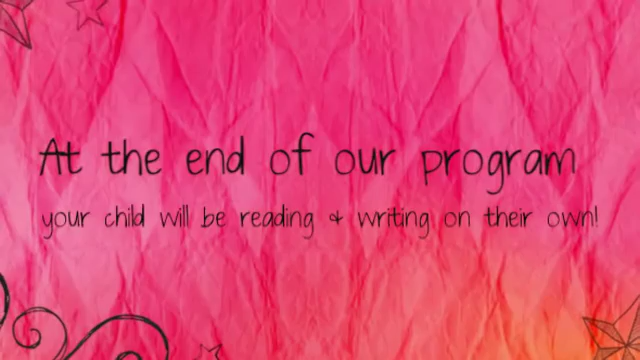 At the end of our program
your child will be reading & writing on their own!